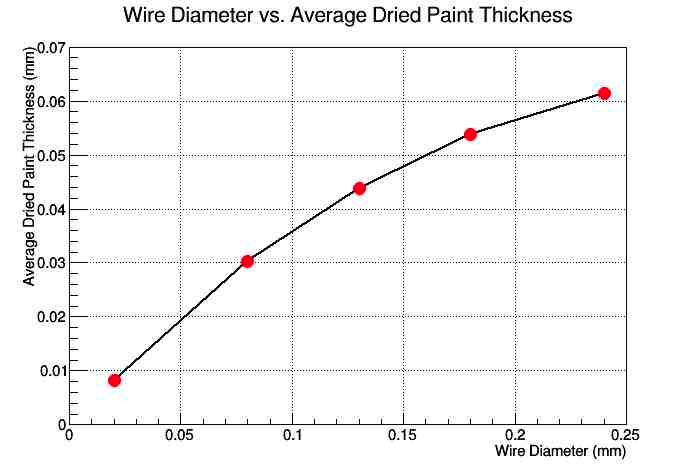 Wire Diameter vs. Average Dried Paint Thickness
Average Dried Paint Thickness (mm)
0.07
0.06
0.05
0.04
0.03
0.02
0.01
0
0 0.05 0.1 0.15 0.2 0.25
Wire Diameter (mm)